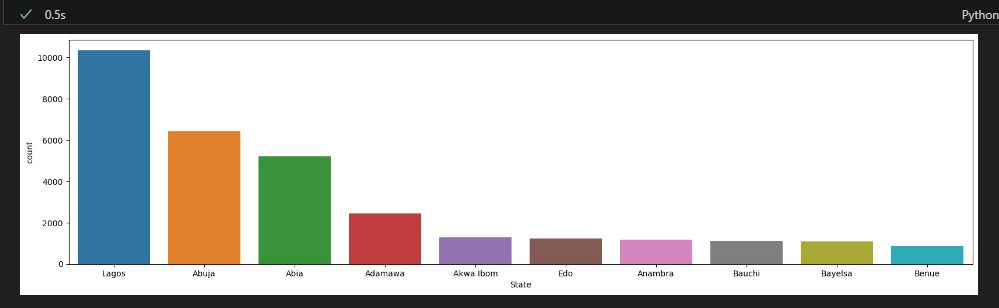 0.5s Python
10000
8000
6000
4000
2000
0
count
Lagos Abuja Abia Adamawa Akwa Ibom Edo Anambra Bauchi Bayelsa Benue
State